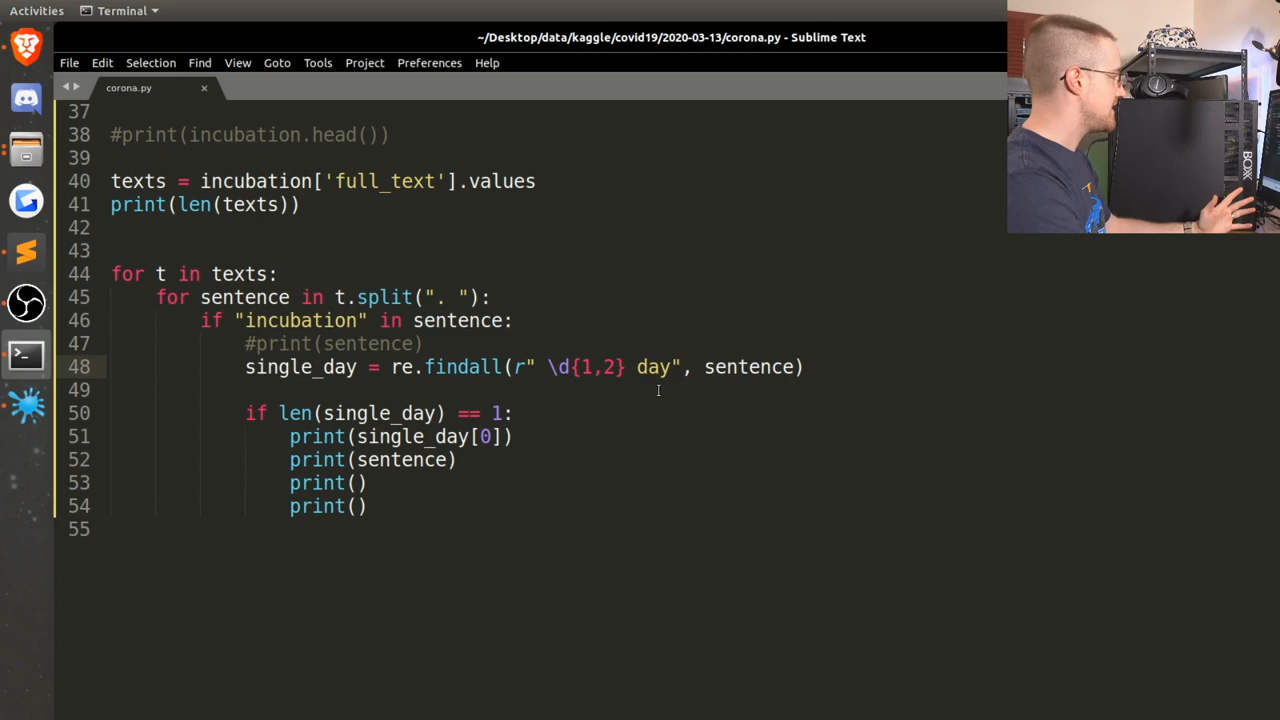 Activities Terminal
~/Desktop/data/kaggle/covid19/2020-03-13/corona.py - Sublime Text
File Edit Selection Find View Goto Tools Project Preferences Help
corona.py ×
37
38 #print(incubation.head())
39
40 texts = incubation['full_text'].values
41 print(len(texts))
42
43
44 for t in texts:
45     for sentence in t.split(". "):
46         if "incubation" in sentence:
47             #print(sentence)
48             single_day = re.findall(r" \d{1,2} day", sentence)
49
50             if len(single_day) == 1:
51                 print(single_day[0])
52                 print(sentence)
53                 print()
54                 print()
55
BOXX